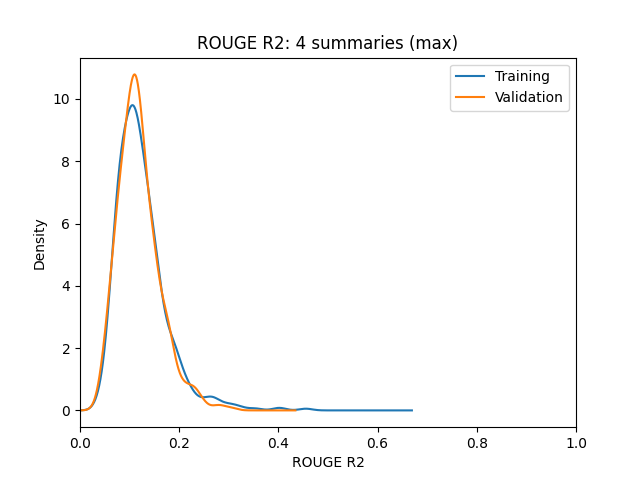 ROUGE R2: 4 summaries (max)
Training
Validation
Density
10
8
6
4
2
0
0.0 0.2 0.4 0.6 0.8 1.0
ROUGE R2